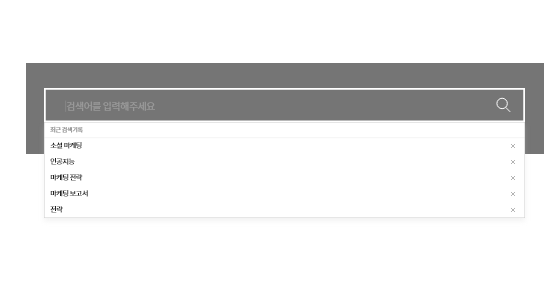 검색어를 입력해주세요
최근 검색기록
소셜 마케팅
인공지능
마케팅 전략
마케팅 보고서
전략